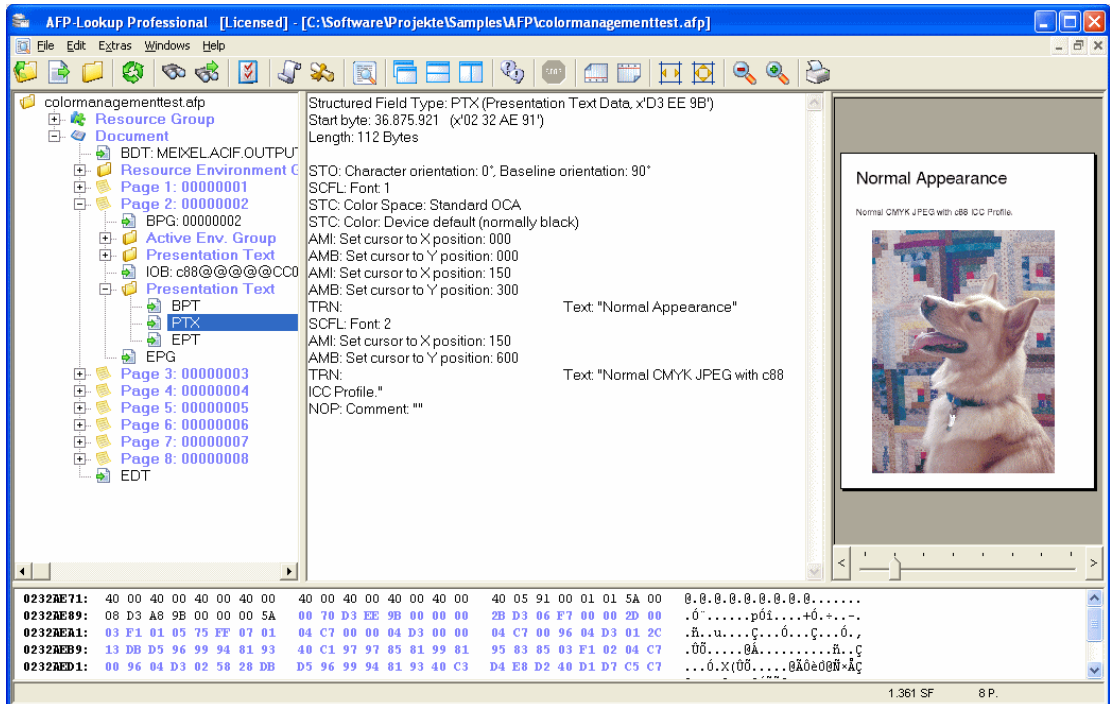 AFP-Lookup Professional [Licensed] - [C:\Software\Projekte\Samples\AFP\colormanagementtest.afp]
File Edit Extras Windows Help
colormanagementtest.afp
Resource Group
Document
BDT: MEIXEL.ACIF.OUTPUT
Resource Environment G
Page 1: 00000001
Page 2: 00000002
BPG: 00000002
Active Env. Group
Presentation Text
IOB: c88@@@@@CC0
Presentation Text
BPT
PTX
EPT
EPG
Page 3: 00000003
Page 4: 00000004
Page 5: 00000005
Page 6: 00000006
Page 7: 00000007
Page 8: 00000008
EDT
Structured Field Type: PTX (Presentation Text Data, x'D3 EE 9B')
Start byte: 36.875.921 (x'02 32 AE 91')
Length: 112 Bytes
STO: Character orientation: 0°, Baseline orientation: 90°
SCFL: Font: 1
STC: Color Space: Standard OCA
STC: Color: Device default (normally black)
AMI: Set cursor to X position: 000
AMB: Set cursor to Y position: 000
AMI: Set cursor to X position: 150
AMB: Set cursor to Y position: 300
TRN: Text: "Normal Appearance"
SCFL: Font: 2
AMI: Set cursor to X position: 150
AMB: Set cursor to Y position: 600
TRN: Text: "Normal CMYK JPEG with c88
ICC Profile."
NOP: Comment: ""
Normal Appearance
Normal CMYK JPEG with c88 ICC Profile.
0232AE71: 40 00 40 00 40 00 40 00 40 00 40 00 40 00 40 00 40 05 91 00 01 01 5A 00 @.@.@.@.@.@.@.@.@.......
0232AE89: 08 D3 A8 9B 00 00 00 5A 00 70 D3 EE 9B 00 00 00 2B D3 06 F7 00 00 2D 00 .Ó¨......pÓî....+Ó.÷..-.
0232AEA1: 03 F1 01 05 75 FF 07 01 04 C7 00 00 04 D3 00 00 04 C7 00 96 04 D3 01 2C .ñ..u....Ç...Ó...Ç...Ó.,
0232AEB9: 13 DB D5 96 99 94 81 93 40 C1 97 97 85 81 99 81 95 83 85 03 F1 02 04 C7 .ÛÕ.....@Á..........ñ..Ç
0232AED1: 00 96 04 D3 02 58 28 DB D5 96 99 94 81 93 40 C3 D4 E8 D2 40 D1 D7 C5 C7 ...Ó.X(ÛÕ.....@ÃÔèÒ@Ñ×ÅÇ
1.361 SF 8 P.